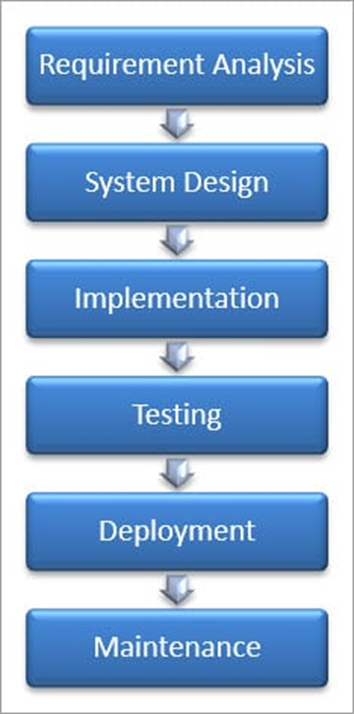 Requirement Analysis
System Design
Implementation
Testing
Deployment
Maintenance